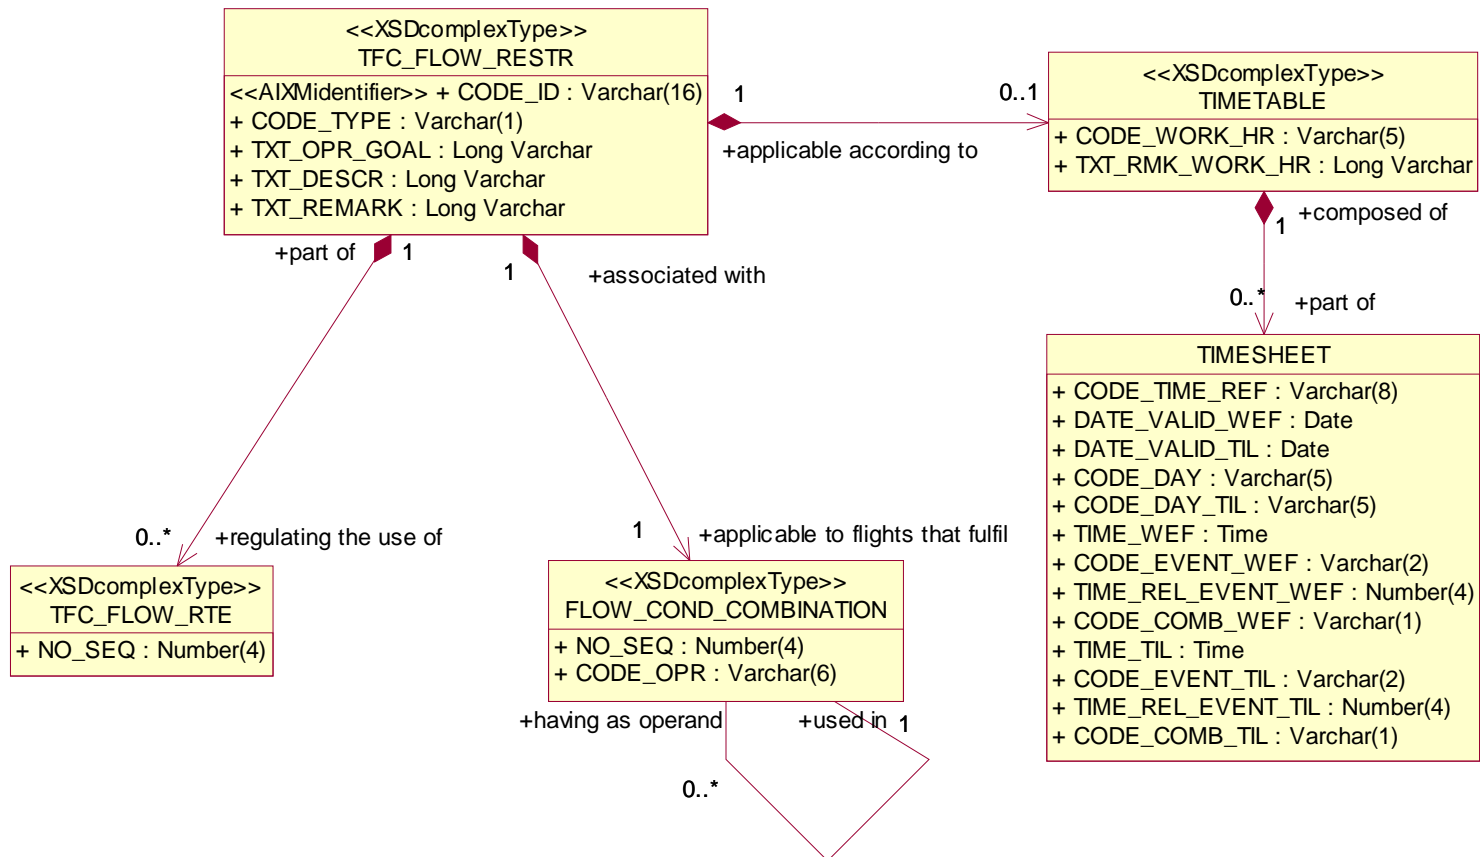 <<XSDcomplexType>>
TFC_FLOW_RESTR
<<AIXMidentifier>> + CODE_ID : Varchar(16)
+ CODE_TYPE : Varchar(1)
+ TXT_OPR_GOAL : Long Varchar
+ TXT_DESCR : Long Varchar
+ TXT_REMARK : Long Varchar
1
0..1
+applicable according to
<<XSDcomplexType>>
TIMETABLE
+ CODE_WORK_HR : Varchar(5)
+ TXT_RMK_WORK_HR : Long Varchar
1
+composed of
0..*
+part of
TIMESHEET
+ CODE_TIME_REF : Varchar(8)
+ DATE_VALID_WEF : Date
+ DATE_VALID_TIL : Date
+ CODE_DAY : Varchar(5)
+ CODE_DAY_TIL : Varchar(5)
+ TIME_WEF : Time
+ CODE_EVENT_WEF : Varchar(2)
+ TIME_REL_EVENT_WEF : Number(4)
+ CODE_COMB_WEF : Varchar(1)
+ TIME_TIL : Time
+ CODE_EVENT_TIL : Varchar(2)
+ TIME_REL_EVENT_TIL : Number(4)
+ CODE_COMB_TIL : Varchar(1)
+part of
1
1
+associated with
0..*
+regulating the use of
1
+applicable to flights that fulfil
<<XSDcomplexType>>
TFC_FLOW_RTE
+ NO_SEQ : Number(4)
<<XSDcomplexType>>
FLOW_COND_COMBINATION
+ NO_SEQ : Number(4)
+ CODE_OPR : Varchar(6)
+having as operand
+used in
1
0..*